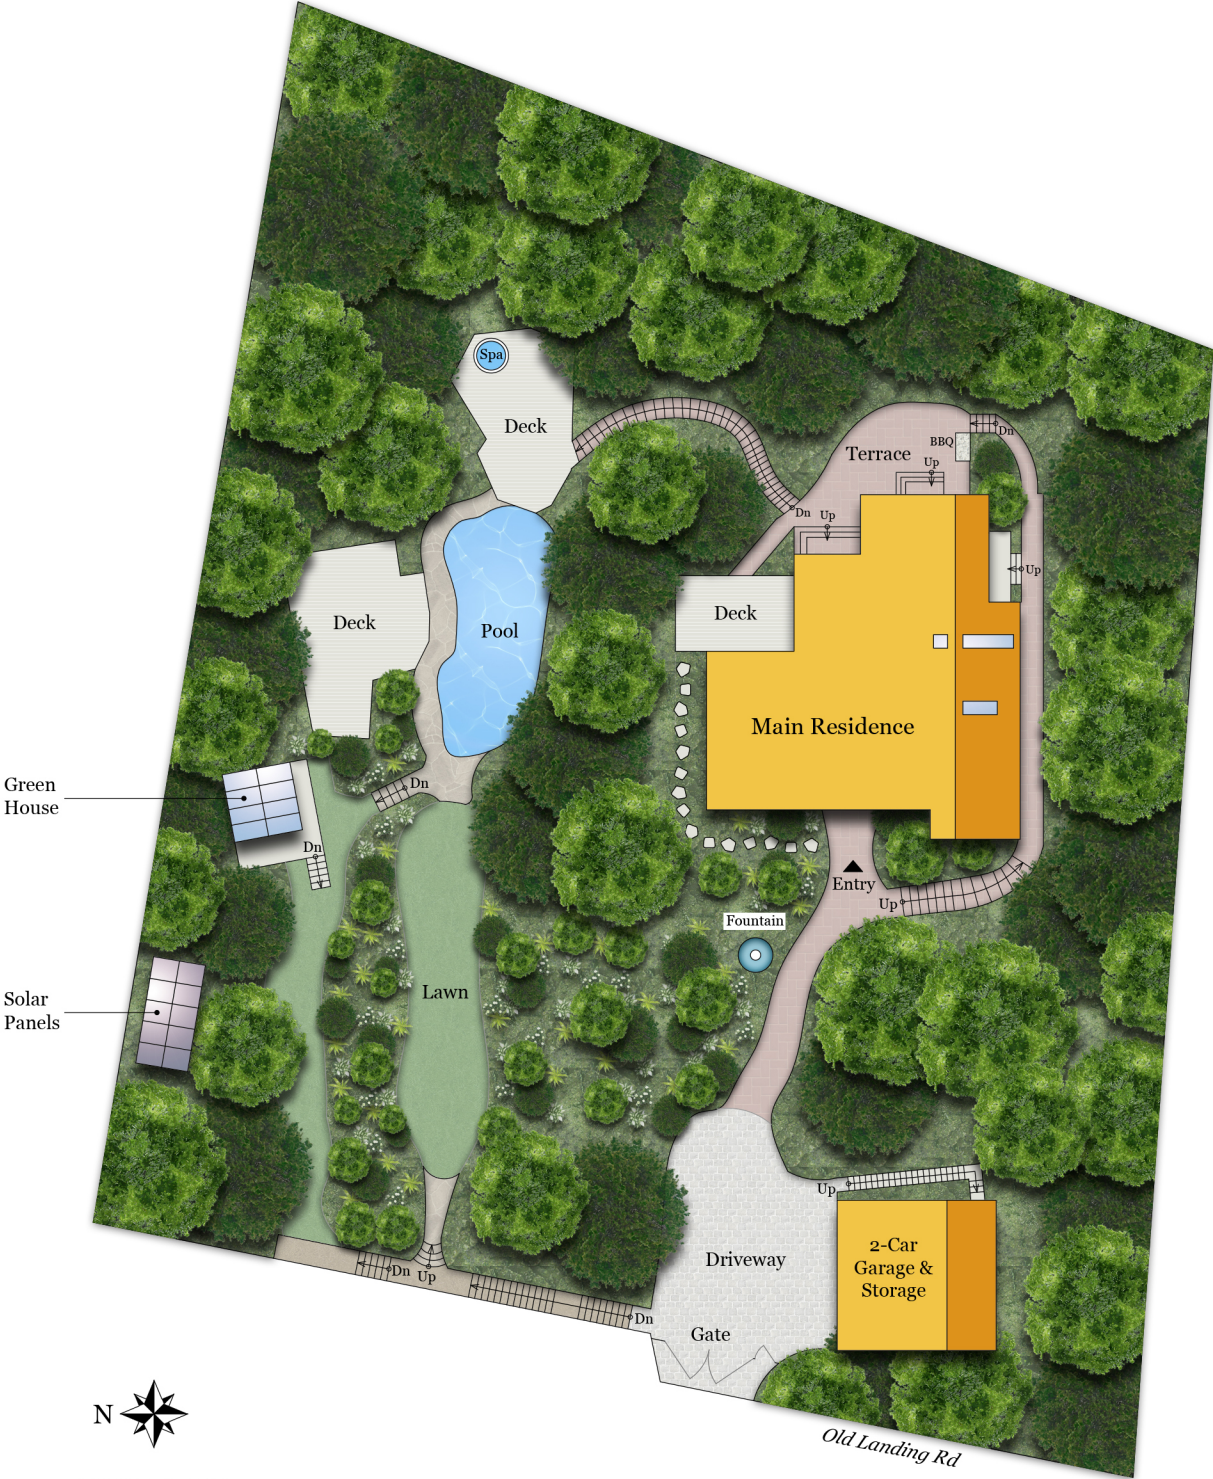 Spa
Deck
BBQ
Dn
Terrace
Up
Dn
Up
Up
Deck
Deck
Pool
Main Residence
Green
House
Dn
Dn
Entry
Up
Fountain
Lawn
Solar
Panels
Up
2-Car
Garage &
Storage
Driveway
Dn
Up
Dn
Gate
N
Old Landing Rd